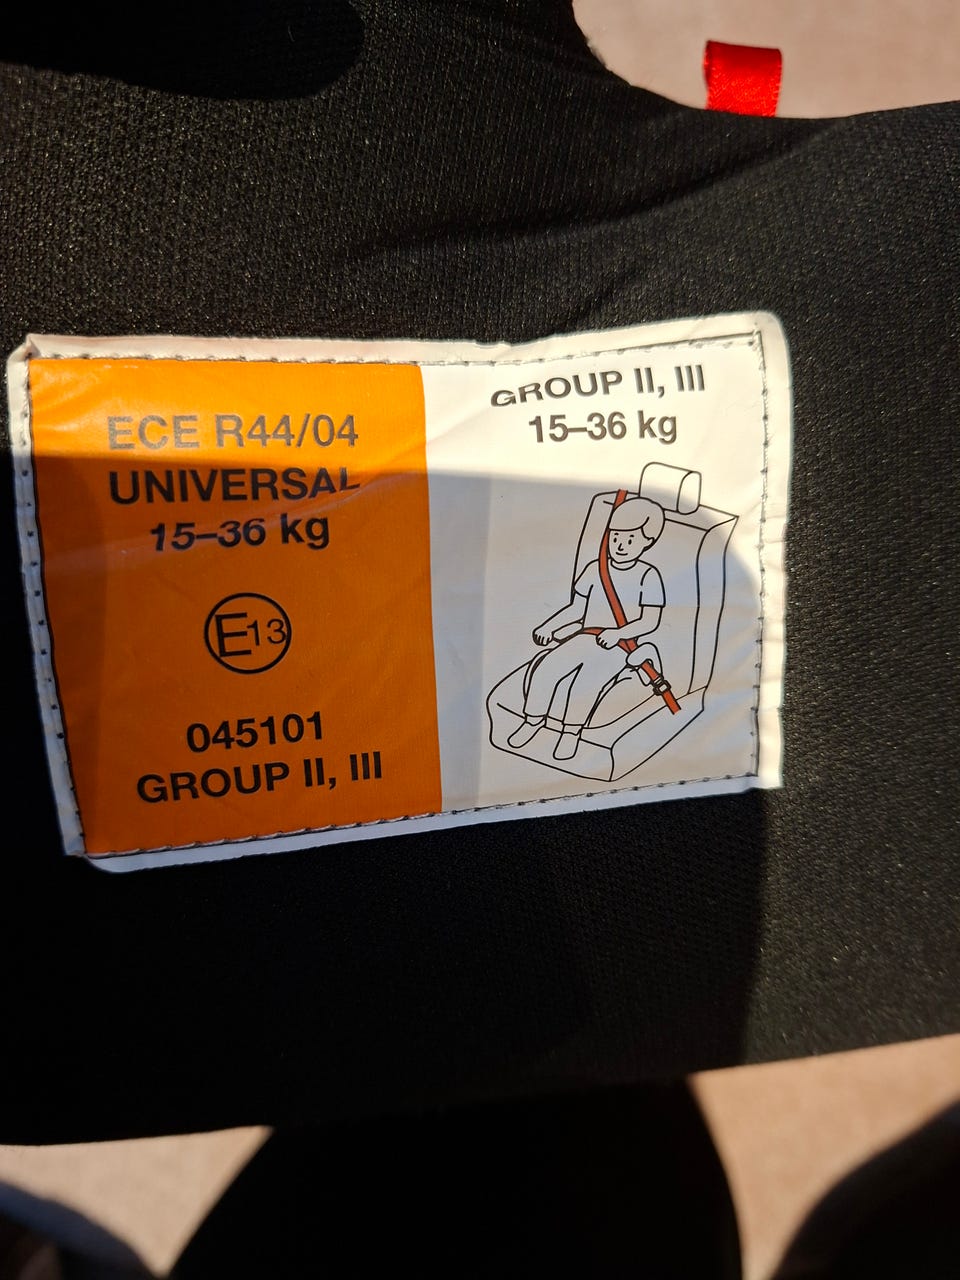 ECE R44/04
UNIVERSAL
15–36 kg
E13
045101
GROUP II, III
GROUP II, III
15–36 kg